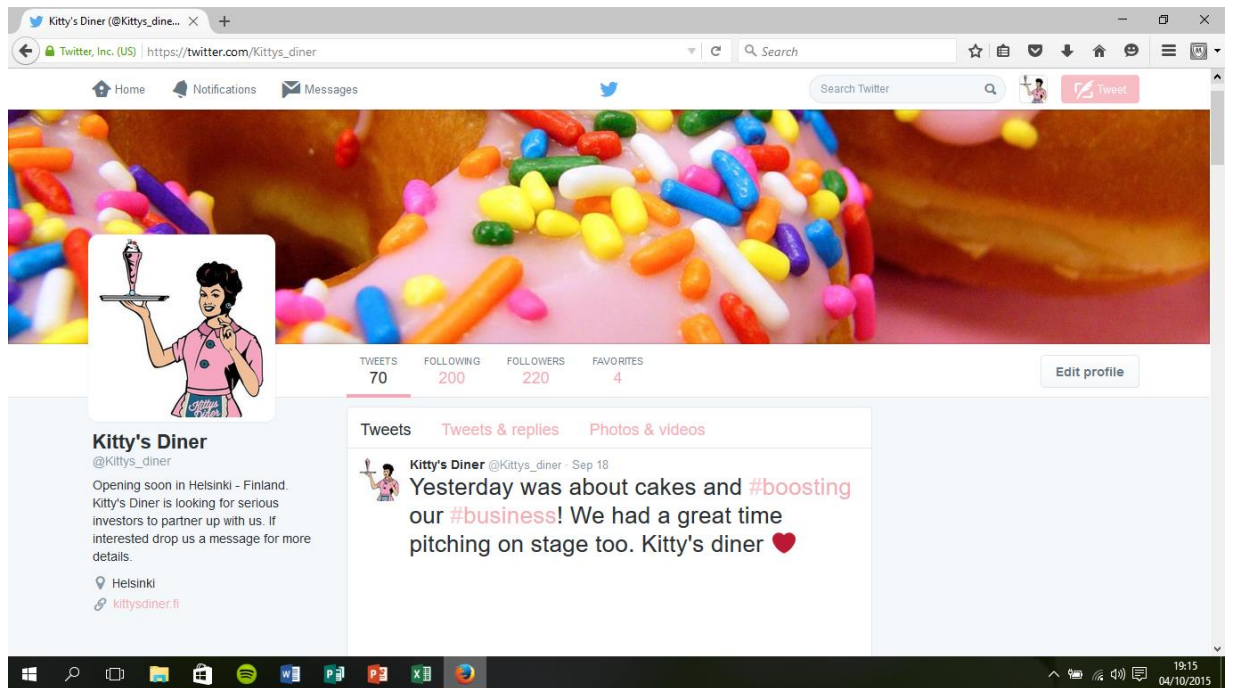 Kitty's Diner (@Kittys_dine...
Twitter, Inc. (US) https://twitter.com/Kittys_diner
Search
Home Notifications Messages
Search Twitter
Tweet
Kittys
Diner
TWEETS FOLLOWING FOLLOWERS FAVORITES
70 200 220 4
Edit profile
Kitty's Diner
@Kittys_diner
Opening soon in Helsinki - Finland.
Kitty's Diner is looking for serious
investors to partner up with us. If
interested drop us a message for more
details.
Helsinki
kittysdiner.fi
Tweets Tweets & replies Photos & videos
Kitty's Diner @Kittys_diner · Sep 18
Yesterday was about cakes and #boosting
our #business! We had a great time
pitching on stage too. Kitty's diner ❤
19:15
04/10/2015